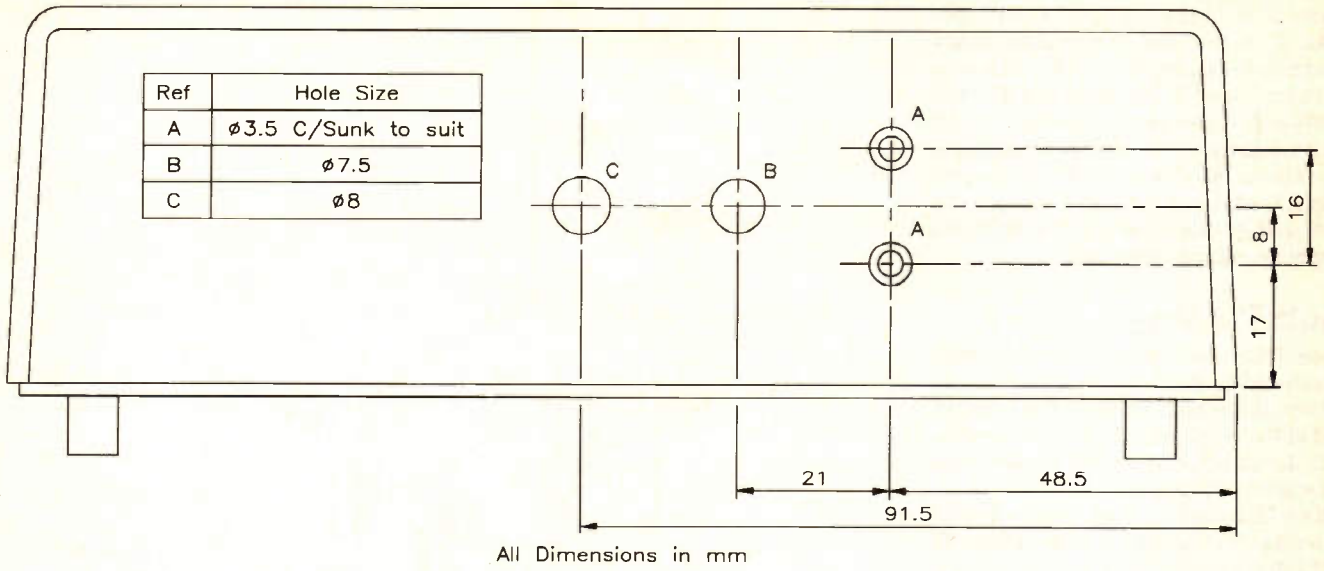 Ref Hole Size
A ø3.5 C/Sunk to suit
B ø7.5
C ø8
A
C
B
A
16
8
17
21
48.5
91.5
All Dimensions in mm